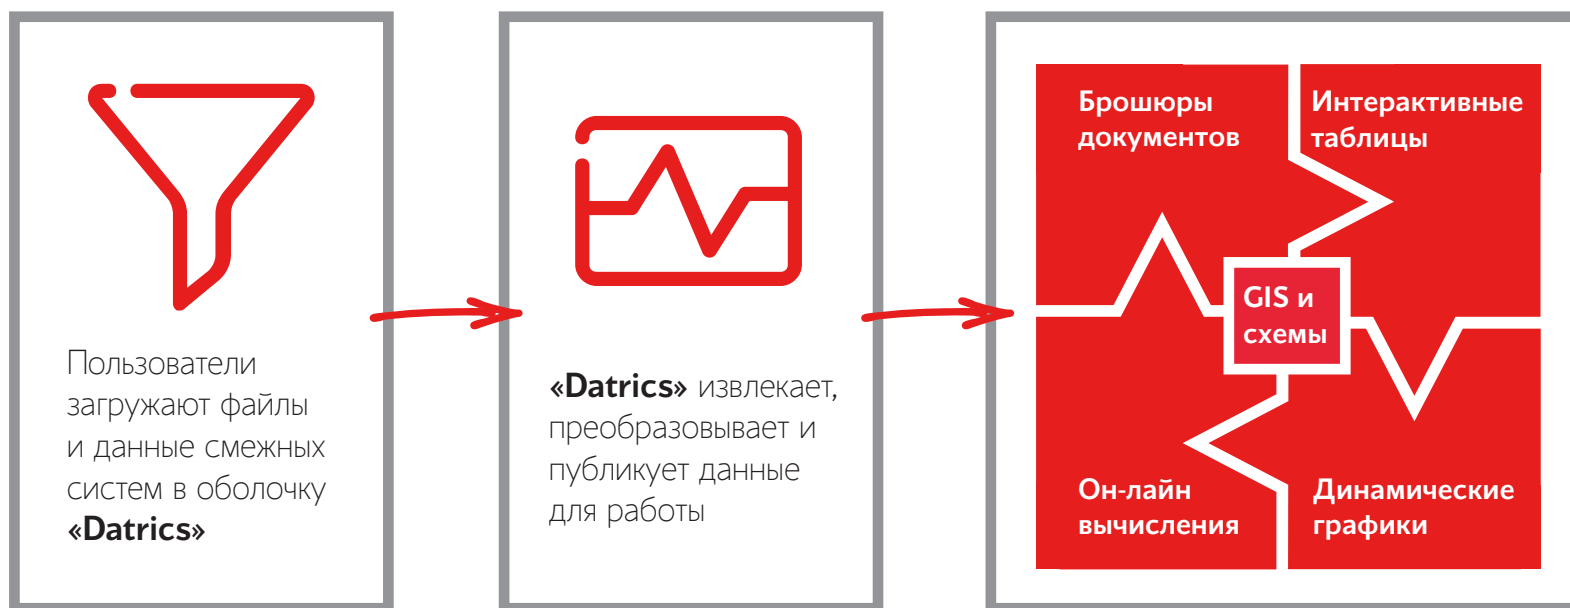 Пользователи
загружают файлы
и данные смежных
систем в оболочку
«Datrics»
«Datrics» извлекает,
преобразовывает и
публикует данные
для работы
Брошюры
документов
Интерактивные
таблицы
GIS и
схемы
Он-лайн
вычисления
Динамические
графики